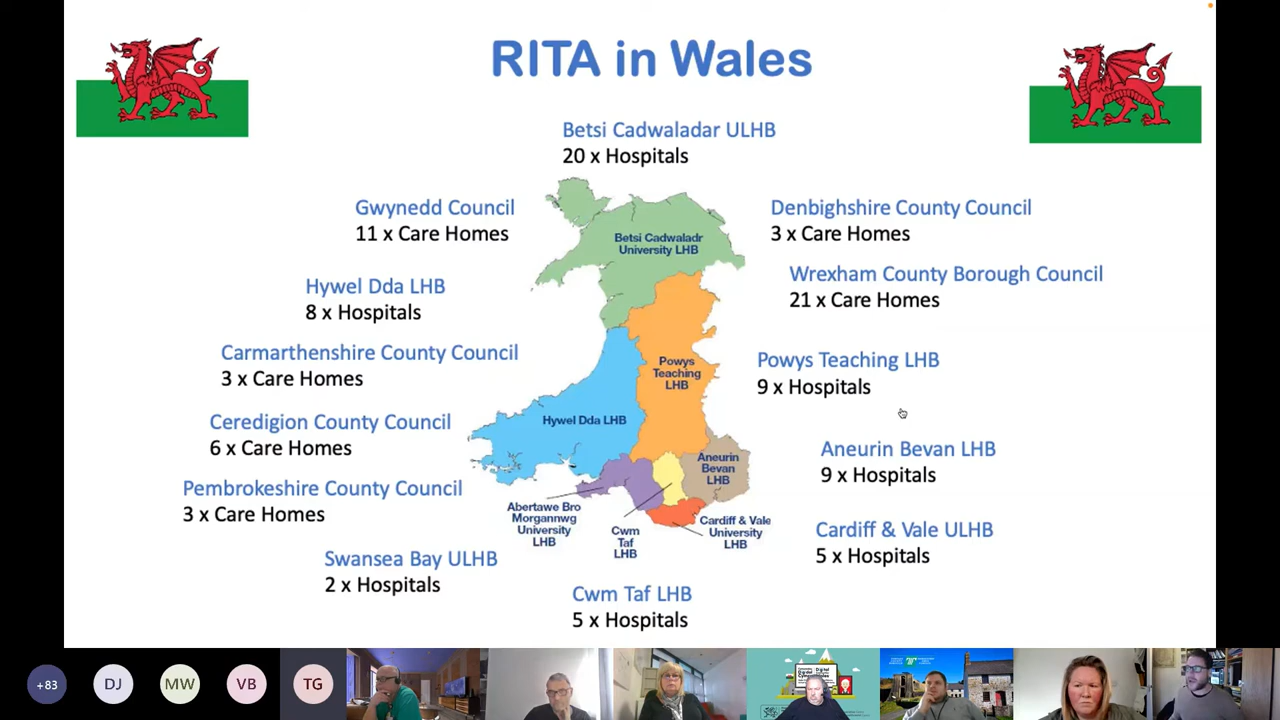 RITA in Wales
Betsi Cadwaladar ULHB
20 x Hospitals
Gwynedd Council
11 x Care Homes
Denbighshire County Council
3 x Care Homes
Betsi Cadwaladr
University LHB
Wrexham County Borough Council
21 x Care Homes
Hywel Dda LHB
8 x Hospitals
Carmarthenshire County Council
3 x Care Homes
Powys
Teaching
LHB
Powys Teaching LHB
9 x Hospitals
Ceredigion County Council
6 x Care Homes
Hywel Dda LHB
Aneurin
Bevan
LHB
Aneurin Bevan LHB
9 x Hospitals
Pembrokeshire County Council
3 x Care Homes
Abertawe Bro
Morgannwg
University
LHB
Cwm
Taf
LHB
Cardiff & Vale
University
LHB
Cardiff & Vale ULHB
5 x Hospitals
Swansea Bay ULHB
2 x Hospitals
Cwm Taf LHB
5 x Hospitals
+83
DJ
MW
VB
TG